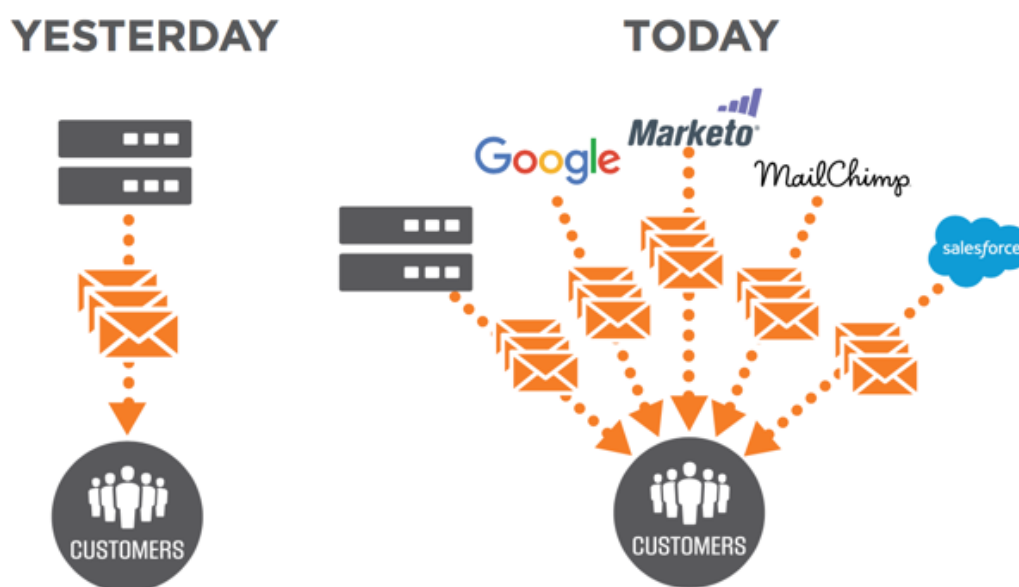 YESTERDAY
TODAY
Google
Marketo
MailChimp
salesforce
CUSTOMERS
CUSTOMERS